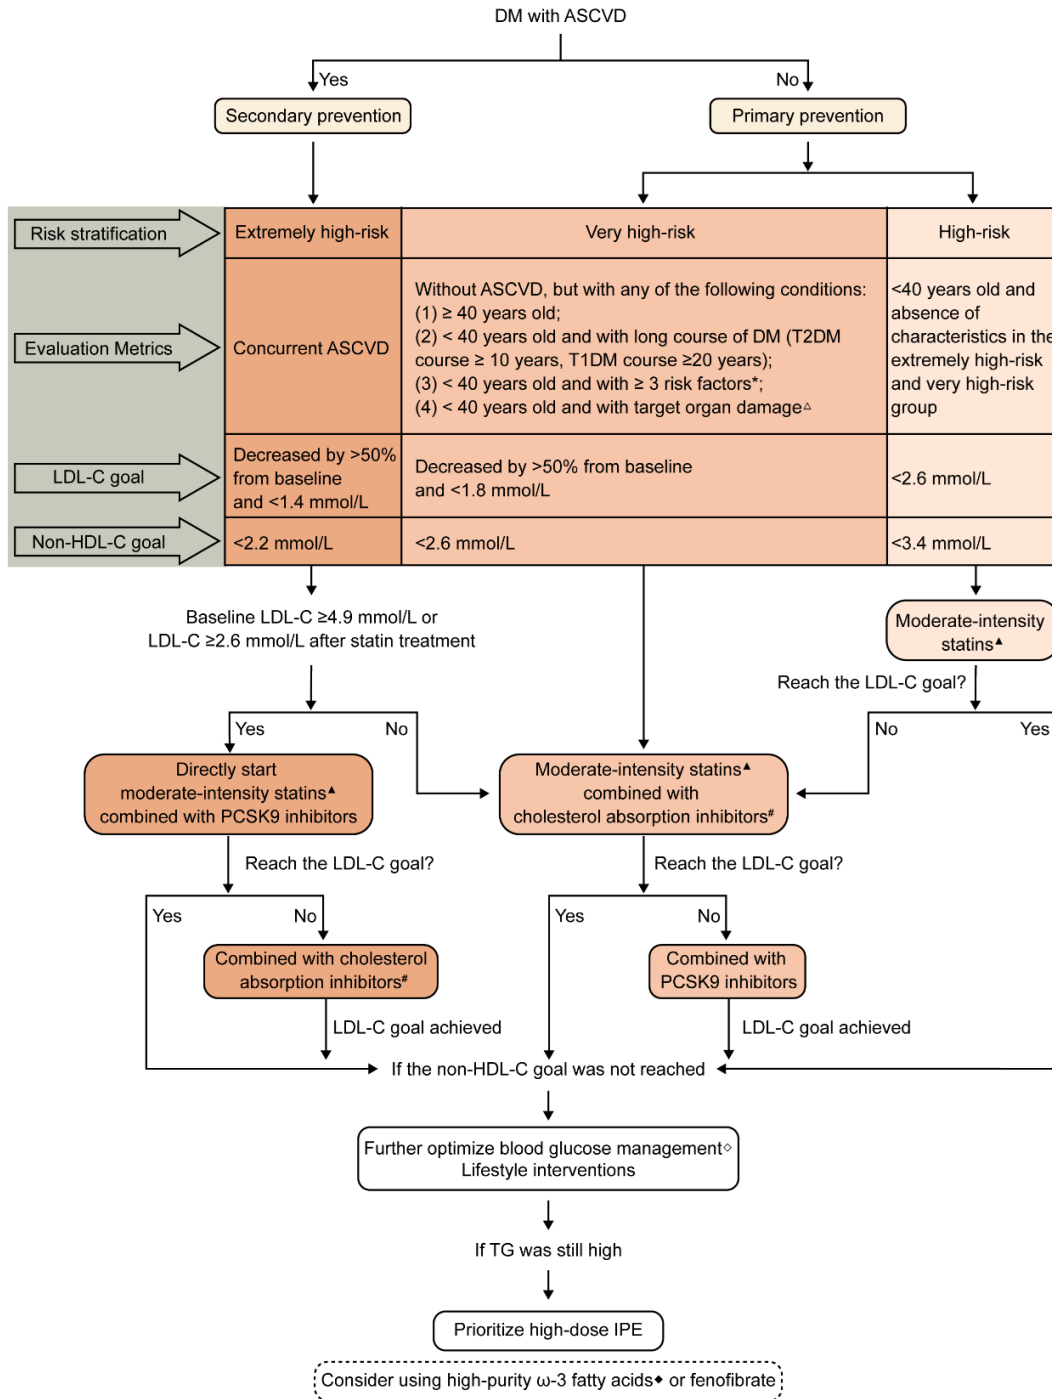 DM with ASCVD
Yes
No
Secondary prevention
Primary prevention
Risk stratification
Extremely high-risk
Very high-risk
High-risk
Evaluation Metrics
Concurrent ASCVD
Without ASCVD, but with any of the following conditions:
(1) ≥ 40 years old;
(2) < 40 years old and with long course of DM (T2DM
course ≥ 10 years, T1DM course ≥20 years);
(3) < 40 years old and with ≥ 3 risk factors*;
(4) < 40 years old and with target organ damage△
<40 years old and
absence of
characteristics in the
extremely high-risk
and very high-risk
group
LDL-C goal
Decreased by >50%
from baseline
and <1.4 mmol/L
Decreased by >50% from baseline
and <1.8 mmol/L
<2.6 mmol/L
Non-HDL-C goal
<2.2 mmol/L
<2.6 mmol/L
<3.4 mmol/L
Baseline LDL-C ≥4.9 mmol/L or
LDL-C ≥2.6 mmol/L after statin treatment
Moderate-intensity
statins▲
Reach the LDL-C goal?
Yes
No
No
Yes
Directly start
moderate-intensity statins▲
combined with PCSK9 inhibitors
Moderate-intensity statins▲
combined with
cholesterol absorption inhibitors#
Reach the LDL-C goal?
Reach the LDL-C goal?
Yes
No
Yes
No
Combined with cholesterol
absorption inhibitors#
Combined with
PCSK9 inhibitors
LDL-C goal achieved
LDL-C goal achieved
If the non-HDL-C goal was not reached
Further optimize blood glucose management◇
Lifestyle interventions
If TG was still high
Prioritize high-dose IPE
Consider using high-purity ω-3 fatty acids◆ or fenofibrate